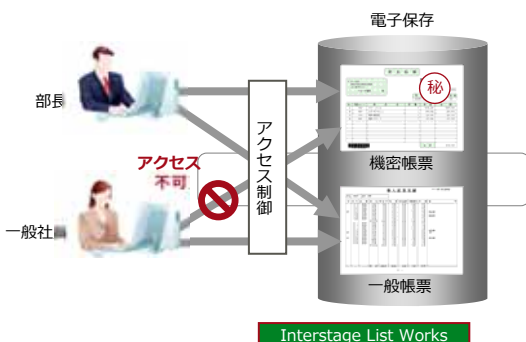 電子保存
部長
秘
アクセス制御
機密帳票
アクセス
不可
一般社員
一般帳票
Interstage List Works